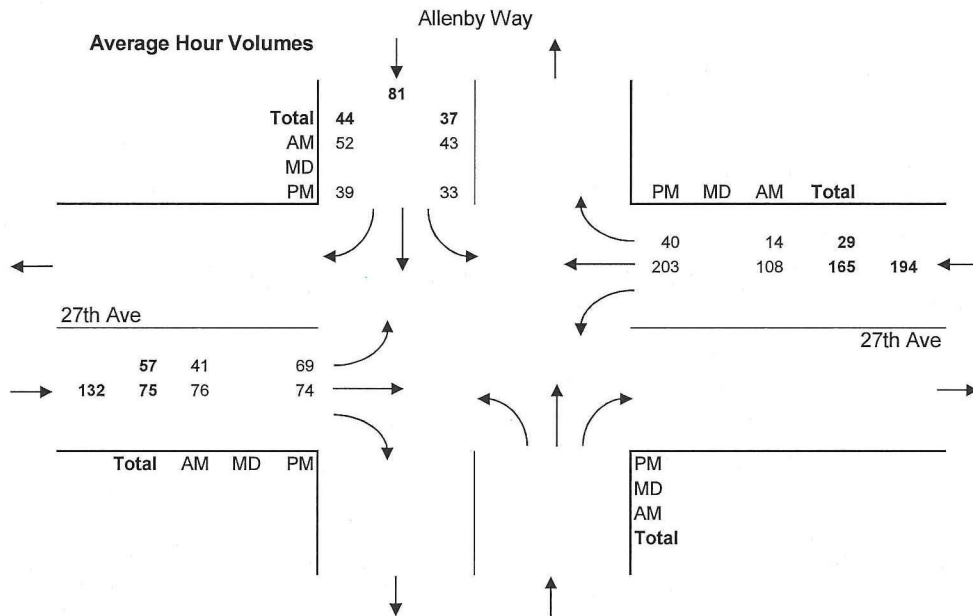 Allenby Way
Average Hour Volumes
81
Total 44 37
AM 52 43
MD
PM 39 33
PM MD AM Total
40 14 29
203 108 165 194
27th Ave
27th Ave
57 41 69
132 75 76 74
Total AM MD PM
PM
MD
AM
Total